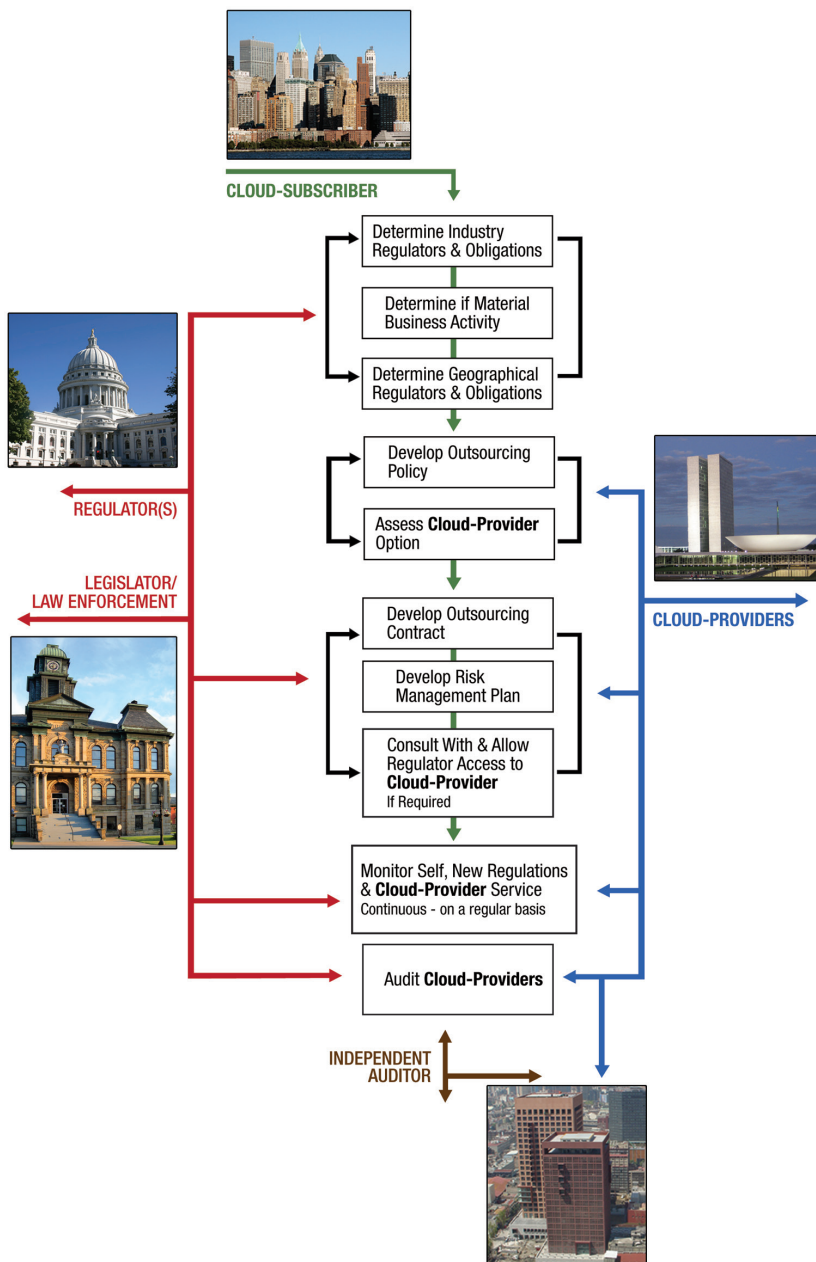 CLOUD-SUBSCRIBER
Determine Industry
Regulators & Obligations
Determine if Material
Business Activity
Determine Geographical
Regulators & Obligations
Develop Outsourcing
Policy
REGULATOR(S)
Assess Cloud-Provider
Option
LEGISLATOR/
LAW ENFORCEMENT
CLOUD-PROVIDERS
Develop Outsourcing
Contract
Develop Risk
Management Plan
Consult With & Allow
Regulator Access to
Cloud-Provider
If Required
Monitor Self, New Regulations
& Cloud-Provider Service
Continuous - on a regular basis
Audit Cloud-Providers
INDEPENDENT
AUDITOR